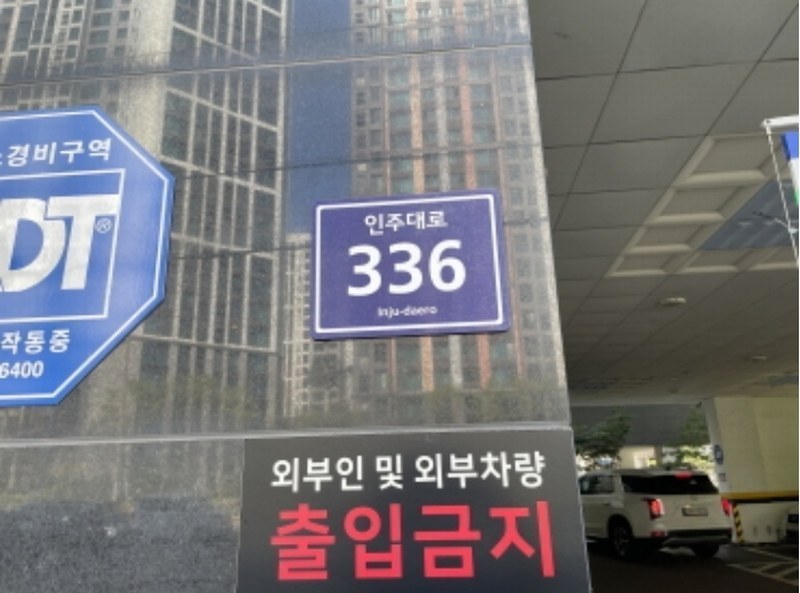 경비구역
DT®
작동중
6400
인주대로
336
Inju-daero
외부인 및 외부차량
출입금지